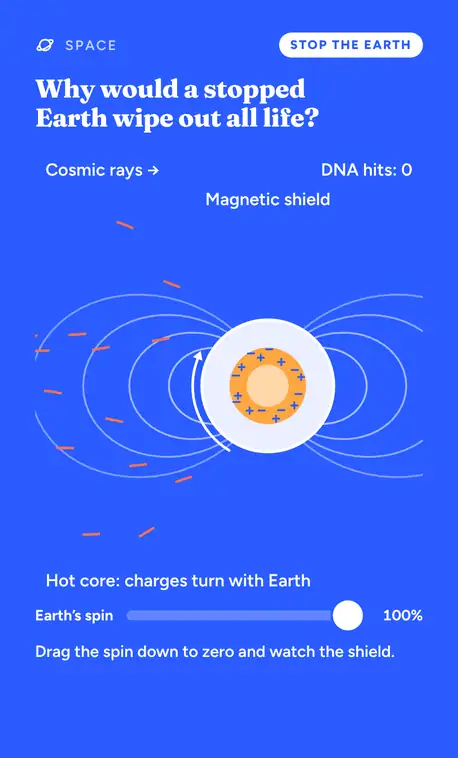 SPACE
STOP THE EARTH
Why would a stopped
Earth wipe out all life?
Cosmic rays →
DNA hits: 0
Magnetic shield
Hot core: charges turn with Earth
Earth’s spin
100%
Drag the spin down to zero and watch the shield.